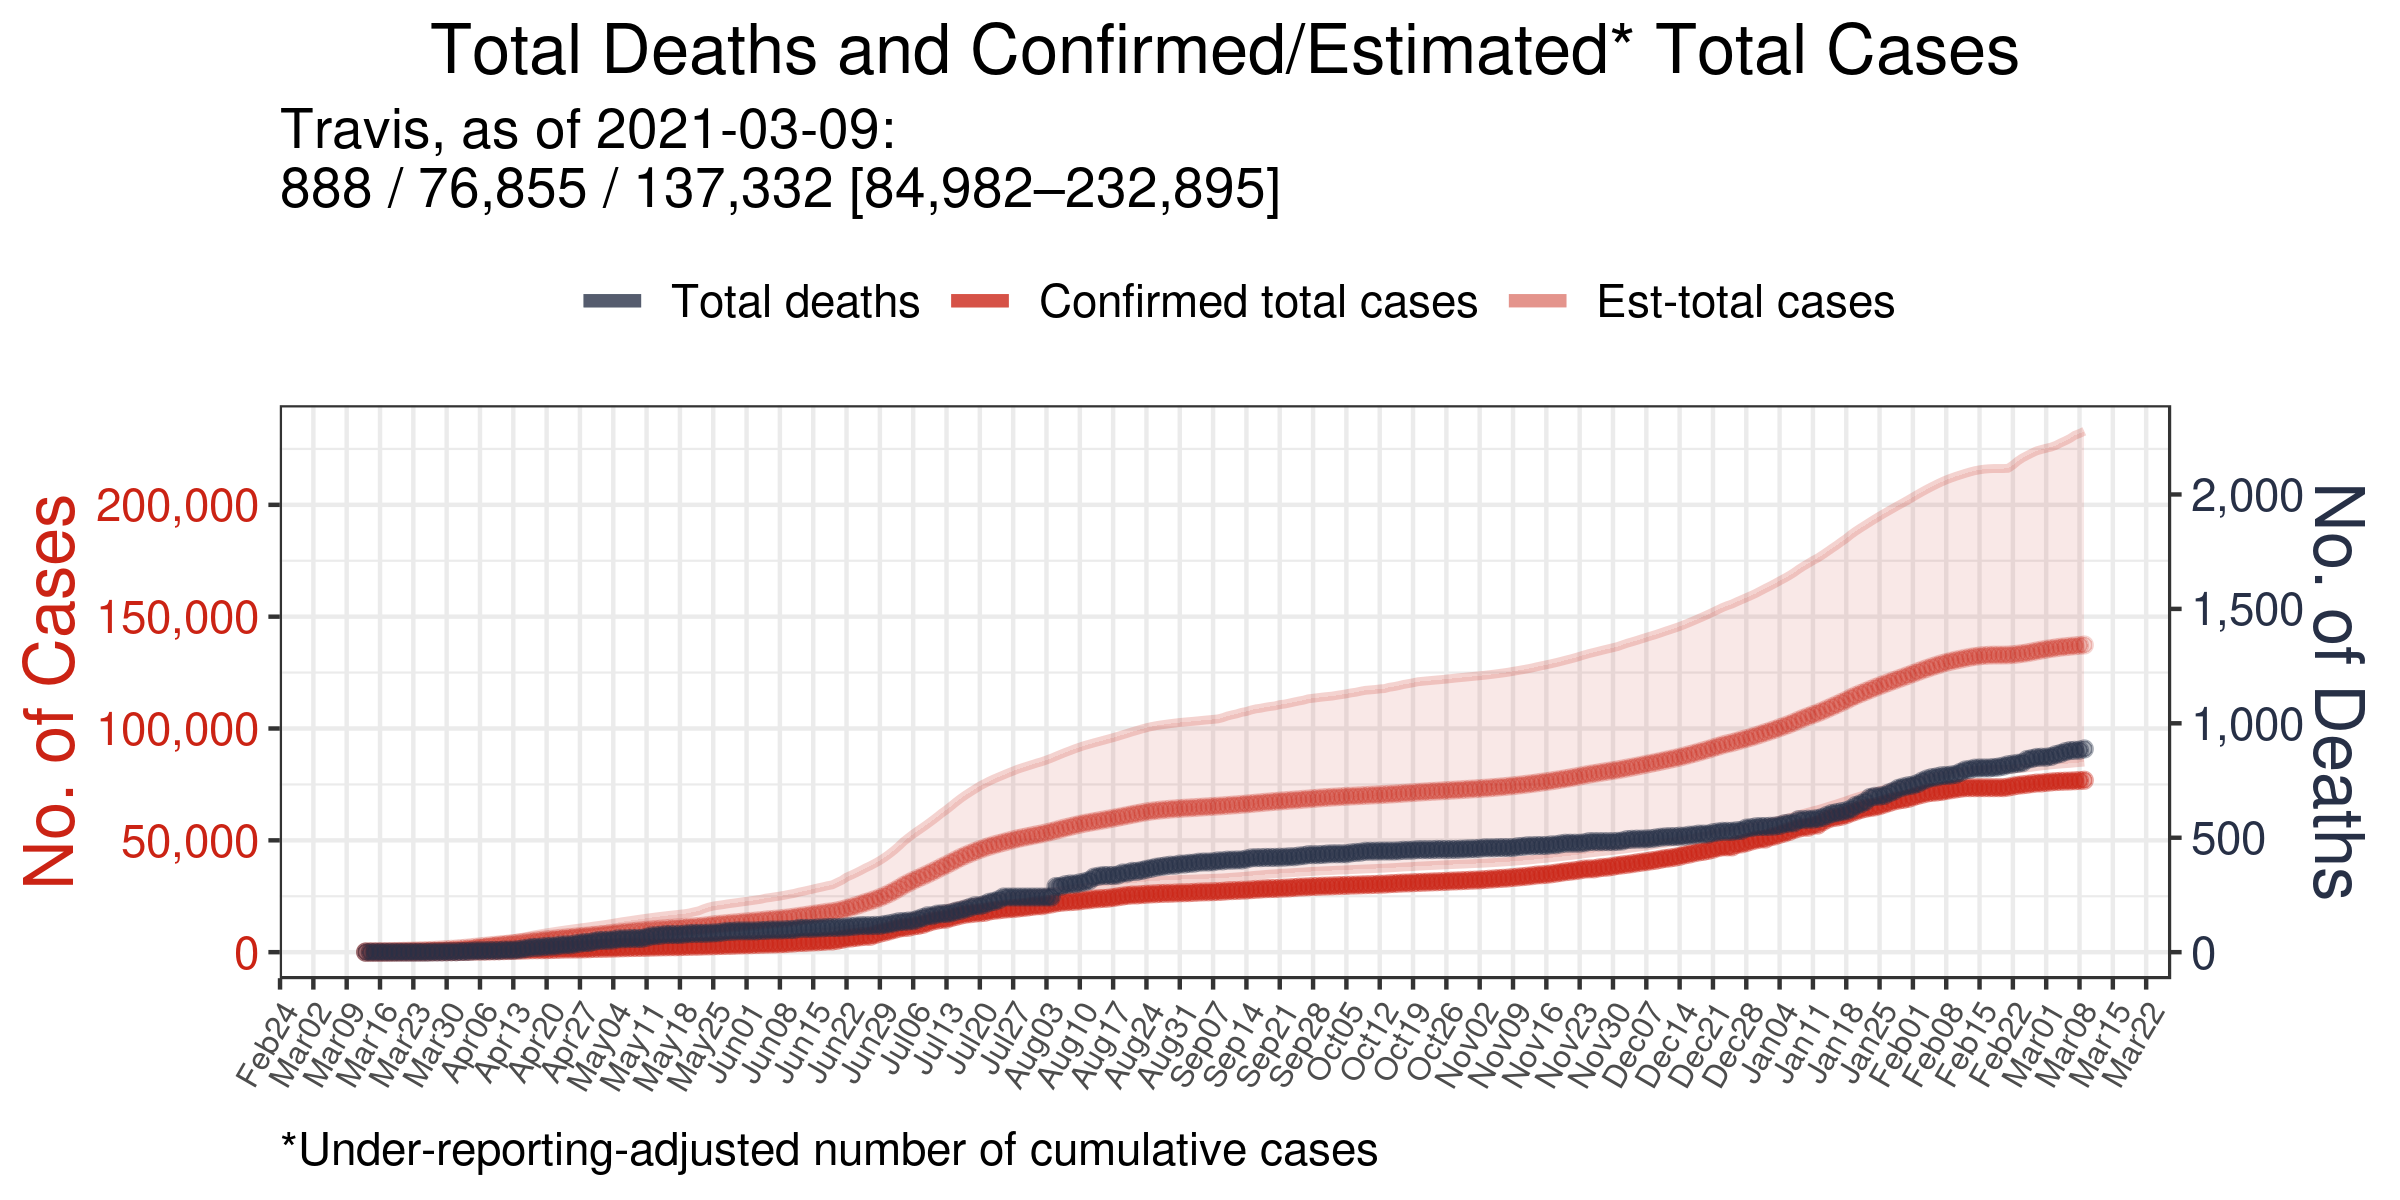 Total Deaths and Confirmed/Estimated* Total Cases
Travis, as of 2021-03-09:
888 / 76,855 / 137,332 [84,982–232,895]
Total deaths
Confirmed total cases
Est-total cases
No. of Cases
200,000
150,000
100,000
50,000
0
2,000
1,500
1,000
500
0
No. of Deaths
Feb24
Mar02
Mar09
Mar16
Mar23
Mar30
Apr06
Apr13
Apr20
Apr27
May04
May11
May18
May25
Jun01
Jun08
Jun15
Jun22
Jun29
Jul06
Jul13
Jul20
Jul27
Aug03
Aug10
Aug17
Aug24
Aug31
Sep07
Sep14
Sep21
Sep28
Oct05
Oct12
Oct19
Oct26
Nov02
Nov09
Nov16
Nov23
Nov30
Dec07
Dec14
Dec21
Dec28
Jan04
Jan11
Jan18
Jan25
Feb01
Feb08
Feb15
Feb22
Mar01
Mar08
Mar15
Mar22
*Under-reporting-adjusted number of cumulative cases